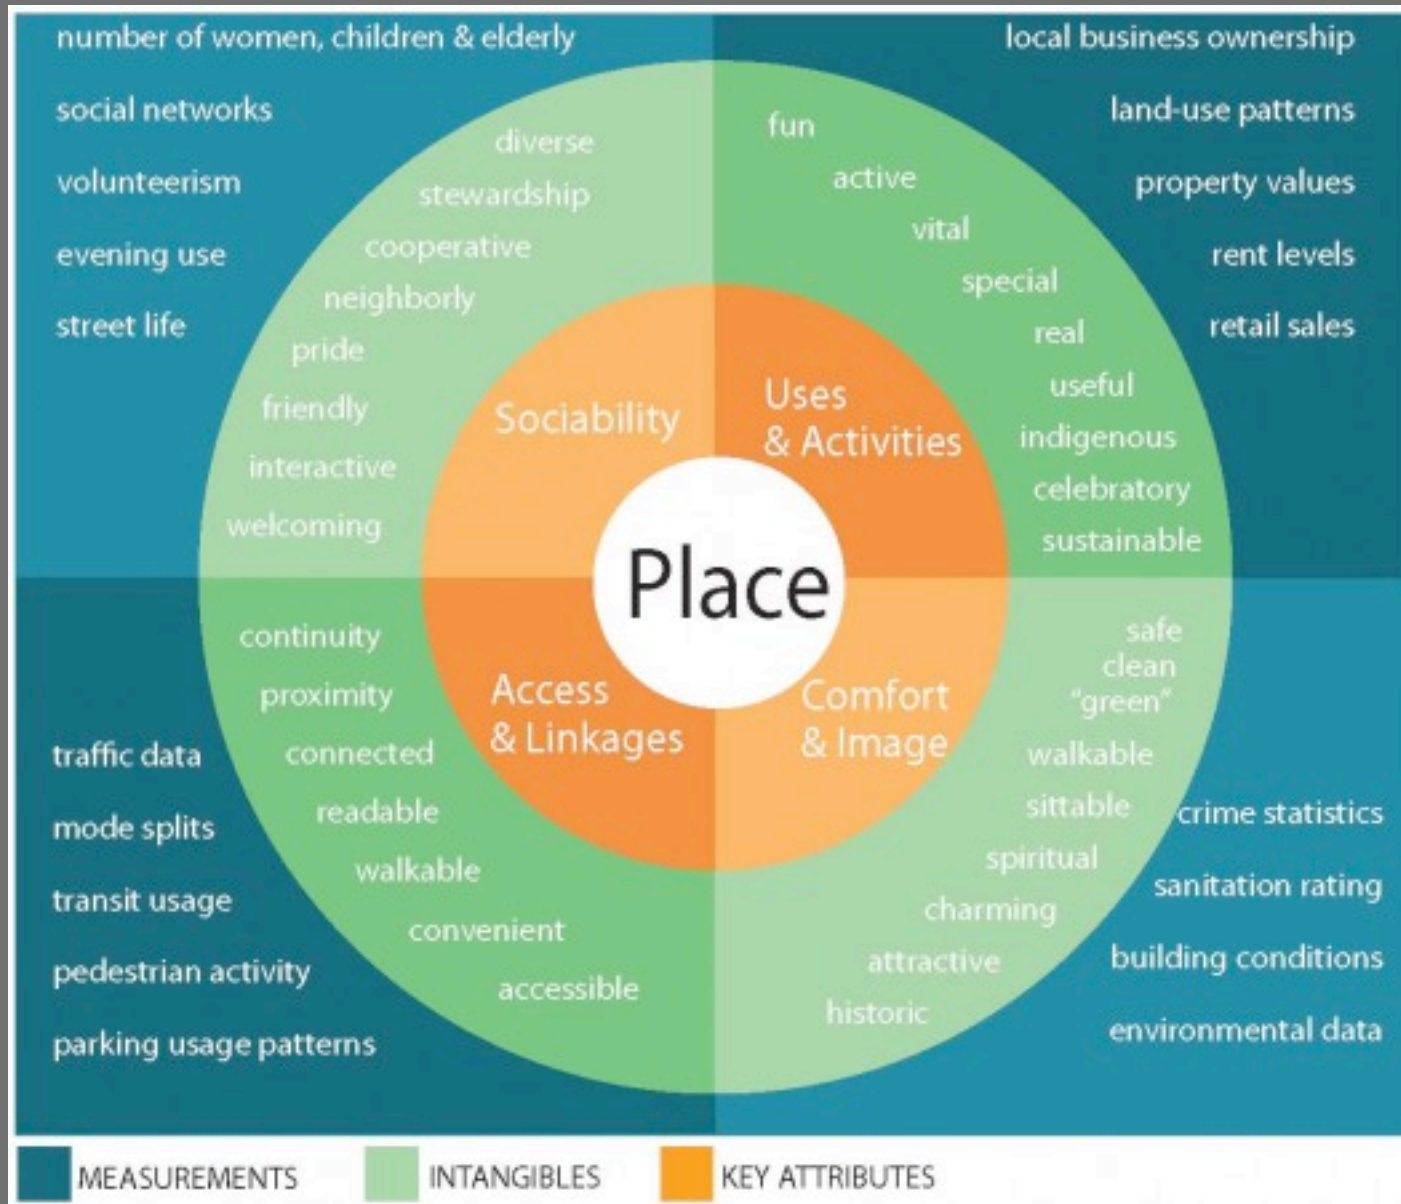 number of women, children & elderly
social networks
volunteerism
evening use
street life
diverse
stewardship
cooperative
neighborly
pride
friendly
interactive
welcoming
Sociability
local business ownership
land-use patterns
property values
rent levels
retail sales
fun
active
vital
special
real
useful
indigenous
celebratory
sustainable
Uses
& Activities
Place
continuity
proximity
connected
readable
walkable
convenient
accessible
Access
& Linkages
traffic data
mode splits
transit usage
pedestrian activity
parking usage patterns
Comfort
& Image
safe
clean
“green”
walkable
sittable
spiritual
charming
attractive
historic
crime statistics
sanitation rating
building conditions
environmental data
MEASUREMENTS
INTANGIBLES
KEY ATTRIBUTES